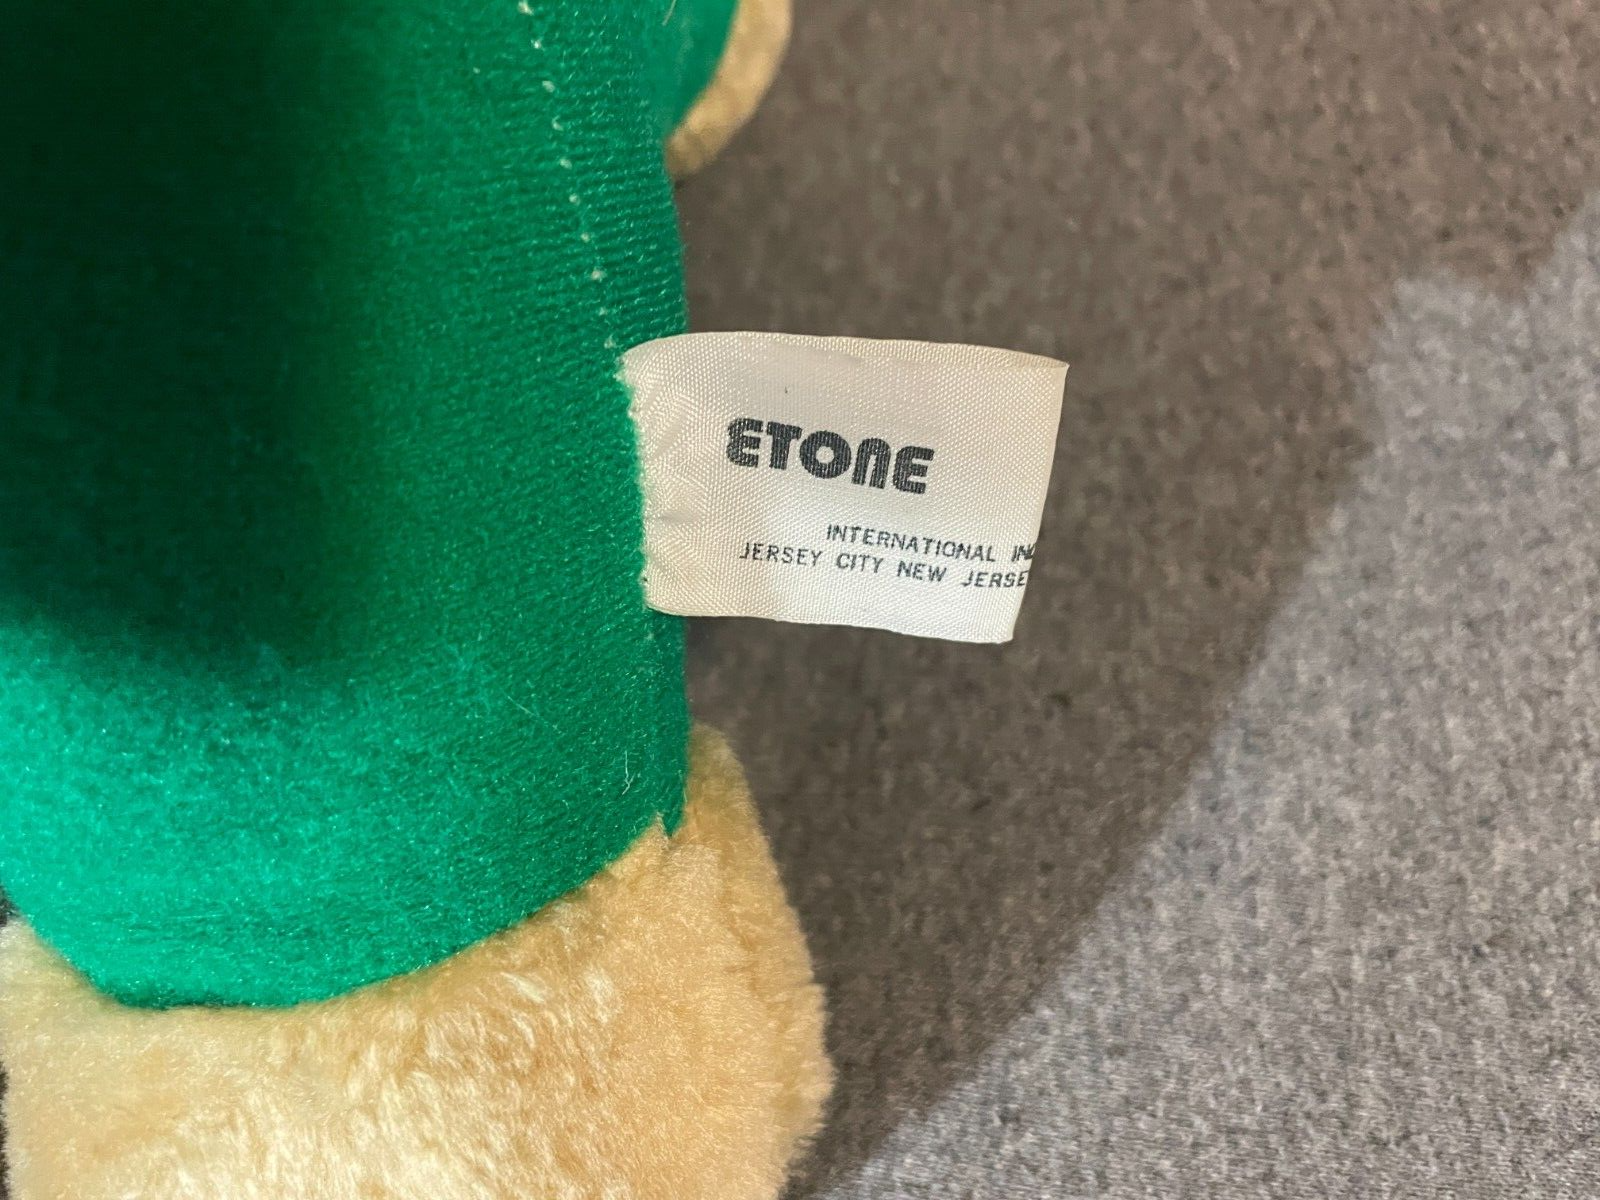 ETONE
INTERNATIONAL IN
JERSEY CITY NEW JERSE